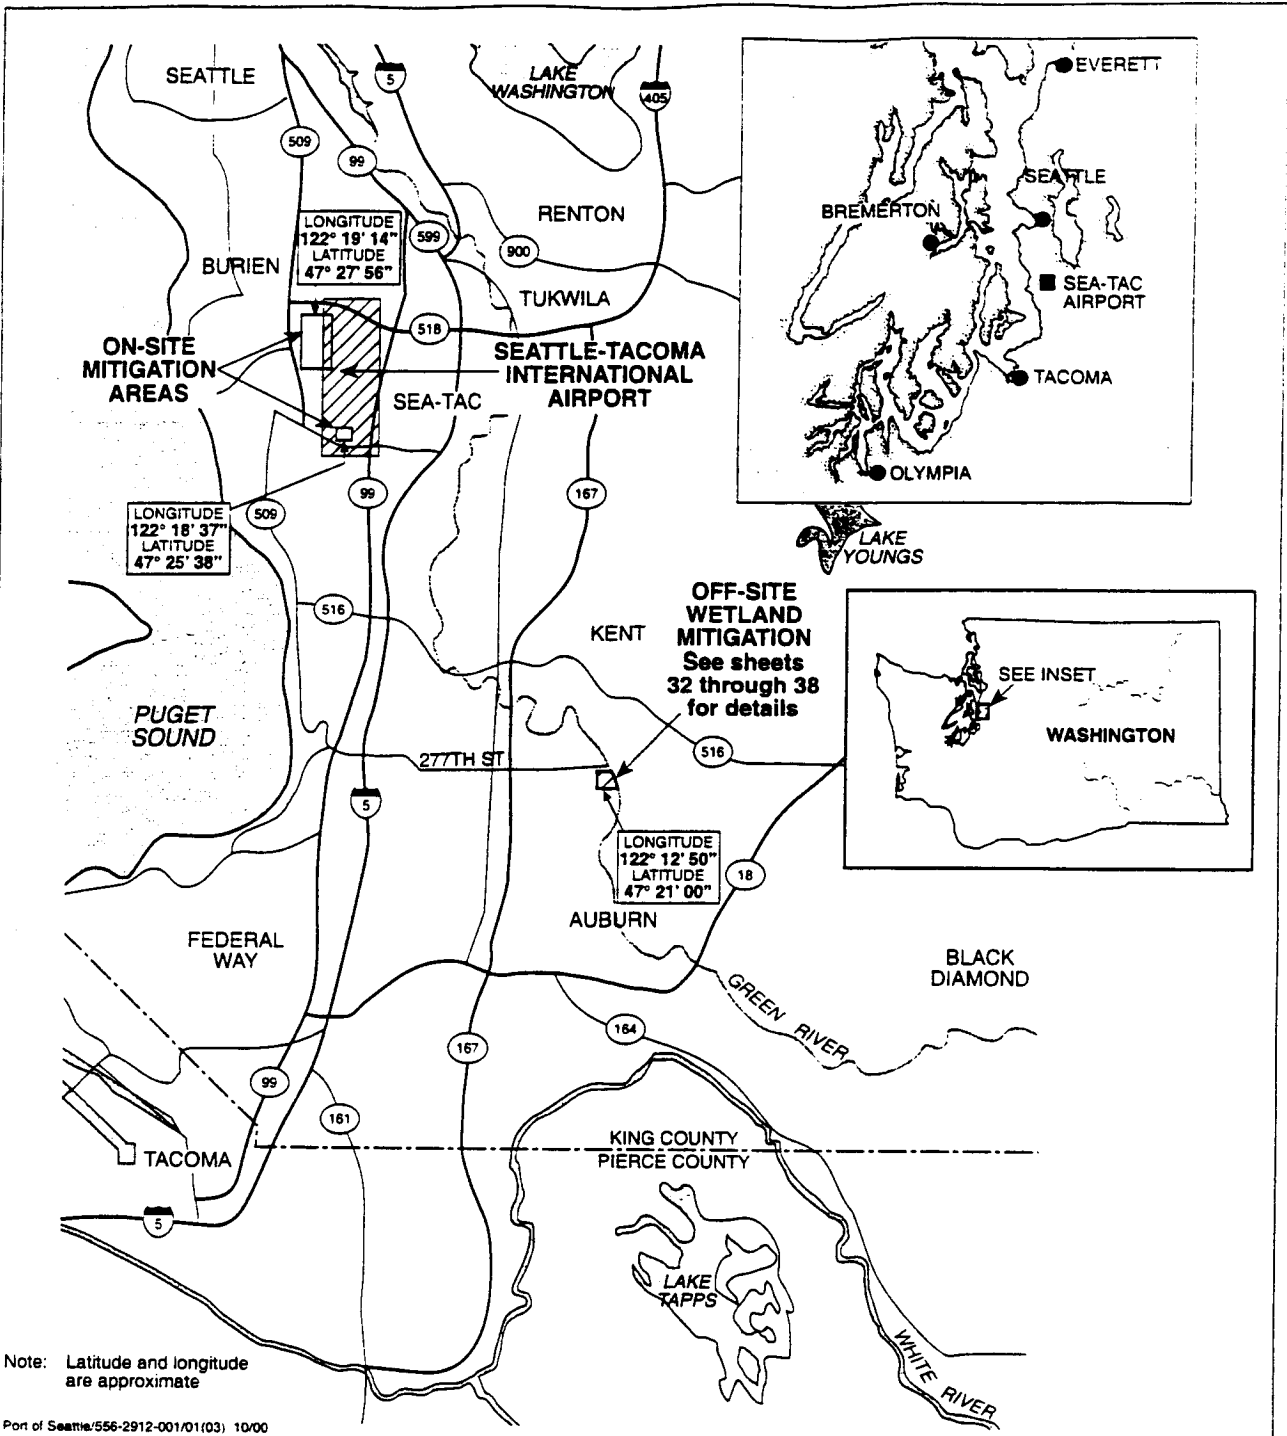 SEATTLE
5
LAKE
WASHINGTON
405
509
99
LONGITUDE
122° 19' 14"
LATITUDE
47° 27' 56"
599
RENTON
900
BURIEN
TUKWILA
518
ON-SITE
MITIGATION
AREAS
SEATTLE-TACOMA
INTERNATIONAL
AIRPORT
SEA-TAC
EVERETT
SEATTLE
BREMERTON
SEA-TAC
AIRPORT
TACOMA
OLYMPIA
99
167
509
LONGITUDE
122° 18' 37"
LATITUDE
47° 25' 38"
LAKE
YOUNGS
516
KENT
OFF-SITE
WETLAND
MITIGATION
See sheets
32 through 38
for details
SEE INSET
WASHINGTON
PUGET
SOUND
277TH ST
516
5
LONGITUDE
122° 12' 50"
LATITUDE
47° 21' 00"
18
AUBURN
FEDERAL
WAY
BLACK
DIAMOND
GREEN RIVER
164
167
99
161
KING COUNTY
PIERCE COUNTY
TACOMA
5
LAKE
TAPPS
WHITE RIVER
Note: Latitude and longitude
are approximate
Port of Seattle/556-2912-001/01(03) 10/00